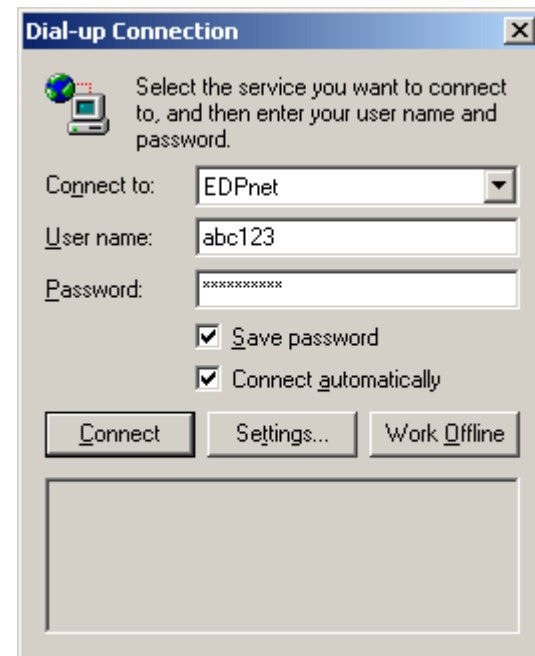 Dial-up Connection
Select the service you want to connect
to, and then enter your user name and
password.
Connect to: EDPnet
User name: abc123
Password: **********
Save password
Connect automatically
Connect Settings... Work Offline